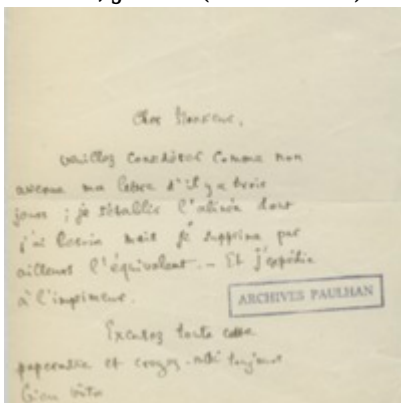 Cher Monsieur,
veuillez considérer comme non
avenue ma lettre d'il y a trois
jours ; je rétablis l'alinéa dont
j'ai besoin mais je supprime par
ailleurs l'équivalent. — Et j'expédie
à l'imprimeur.
ARCHIVES PAULHAN
Excusez toute cette
paperasserie et croyez-moi toujours
bien vôtre